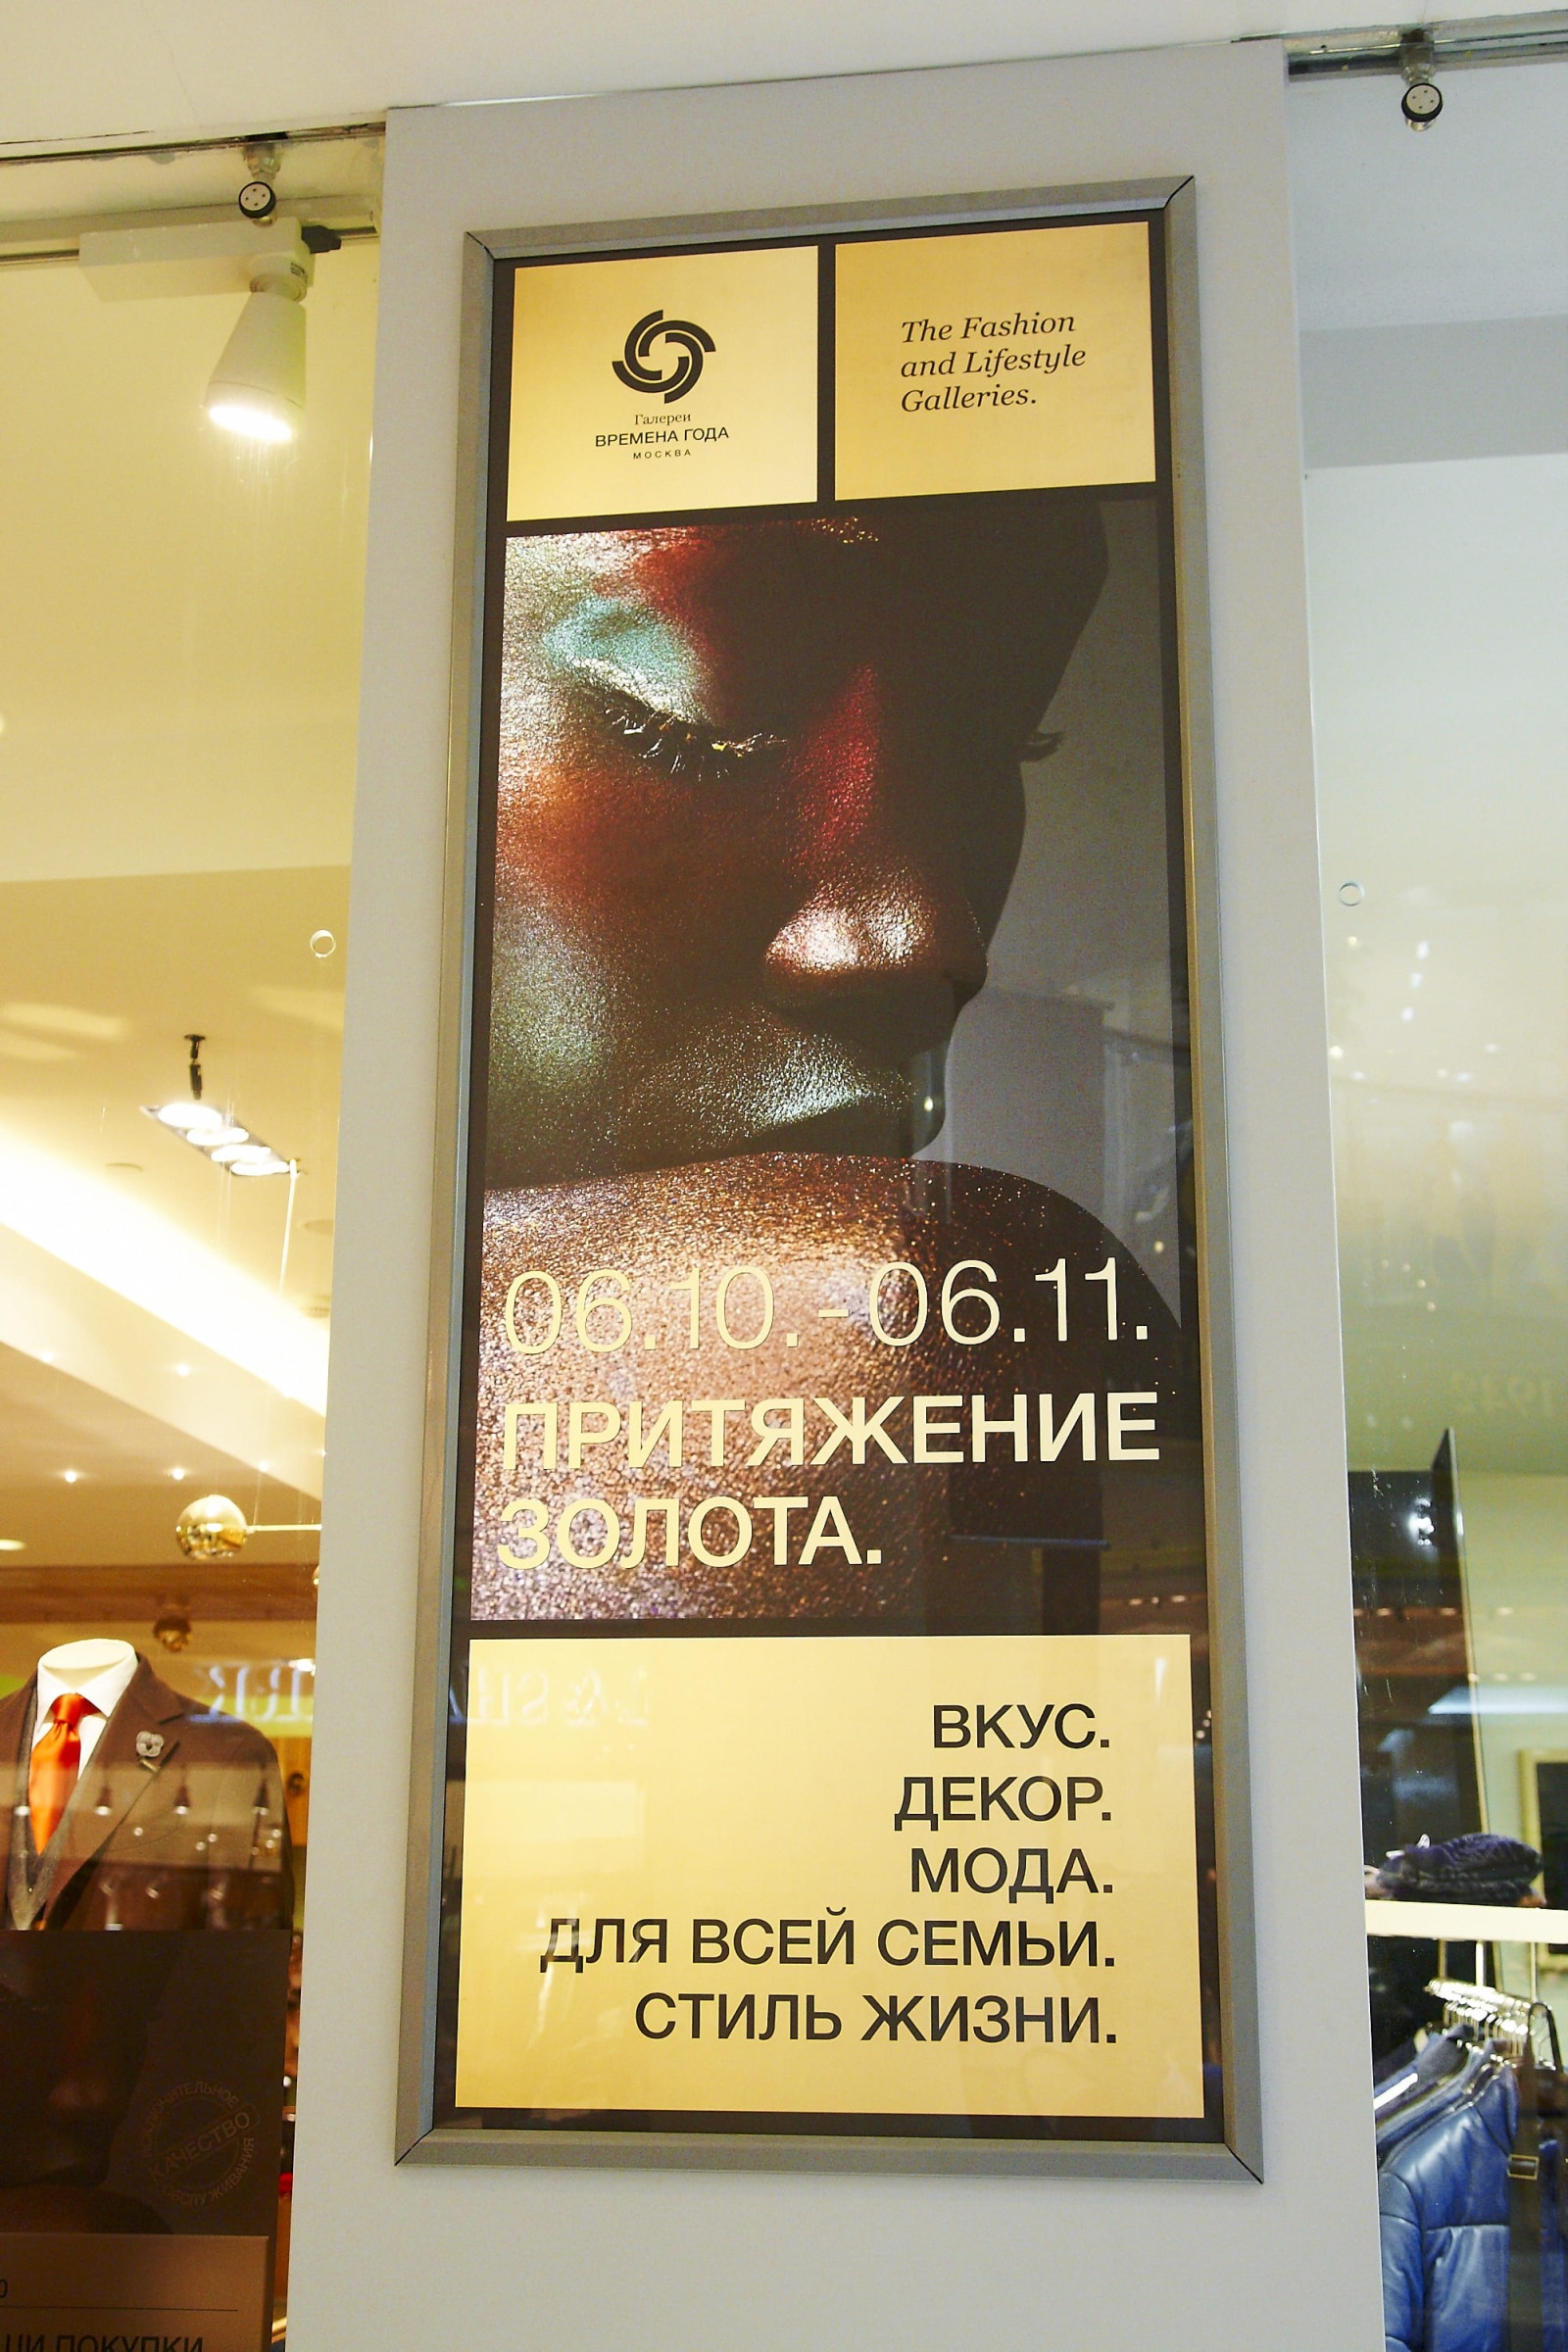 Галереи
ВРЕМЕНА ГОДА
МОСКВА
The Fashion
and Lifestyle
Galleries.
06.10.-06.11.
ПРИТЯЖЕНИЕ
ЗОЛОТА.
ВКУС.
ДЕКОР.
МОДА.
ДЛЯ ВСЕЙ СЕМЬИ.
СТИЛЬ ЖИЗНИ.
КАЧЕСТВО
ОБСЛУЖИВАНИЯ
ПОКУПКИ